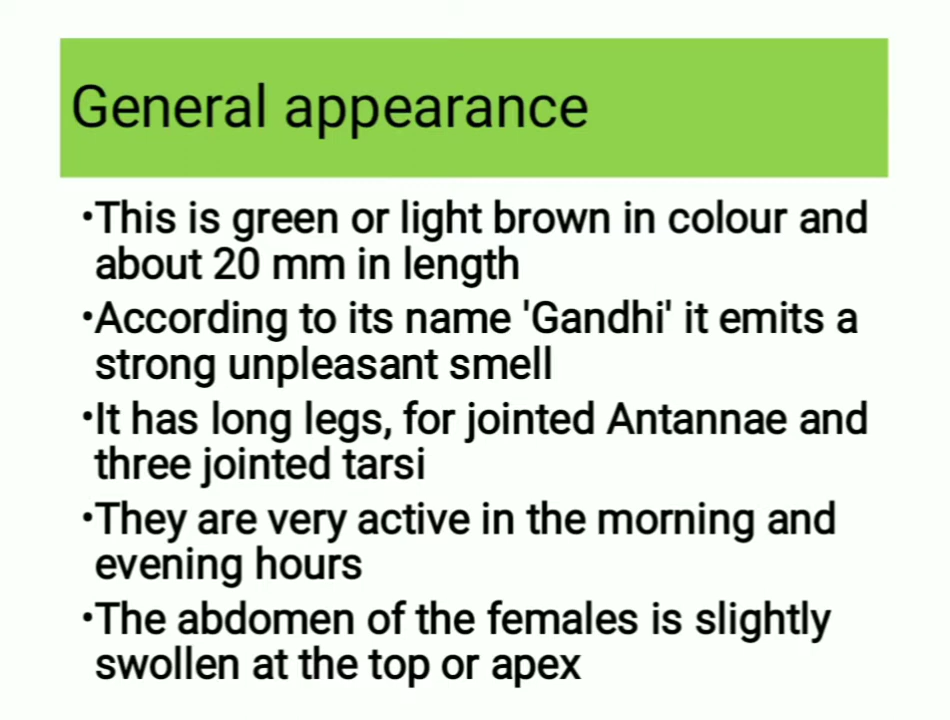 General appearance
•This is green or light brown in colour and
about 20 mm in length
•According to its name 'Gandhi' it emits a
strong unpleasant smell
•It has long legs, for jointed Antannae and
three jointed tarsi
•They are very active in the morning and
evening hours
•The abdomen of the females is slightly
swollen at the top or apex